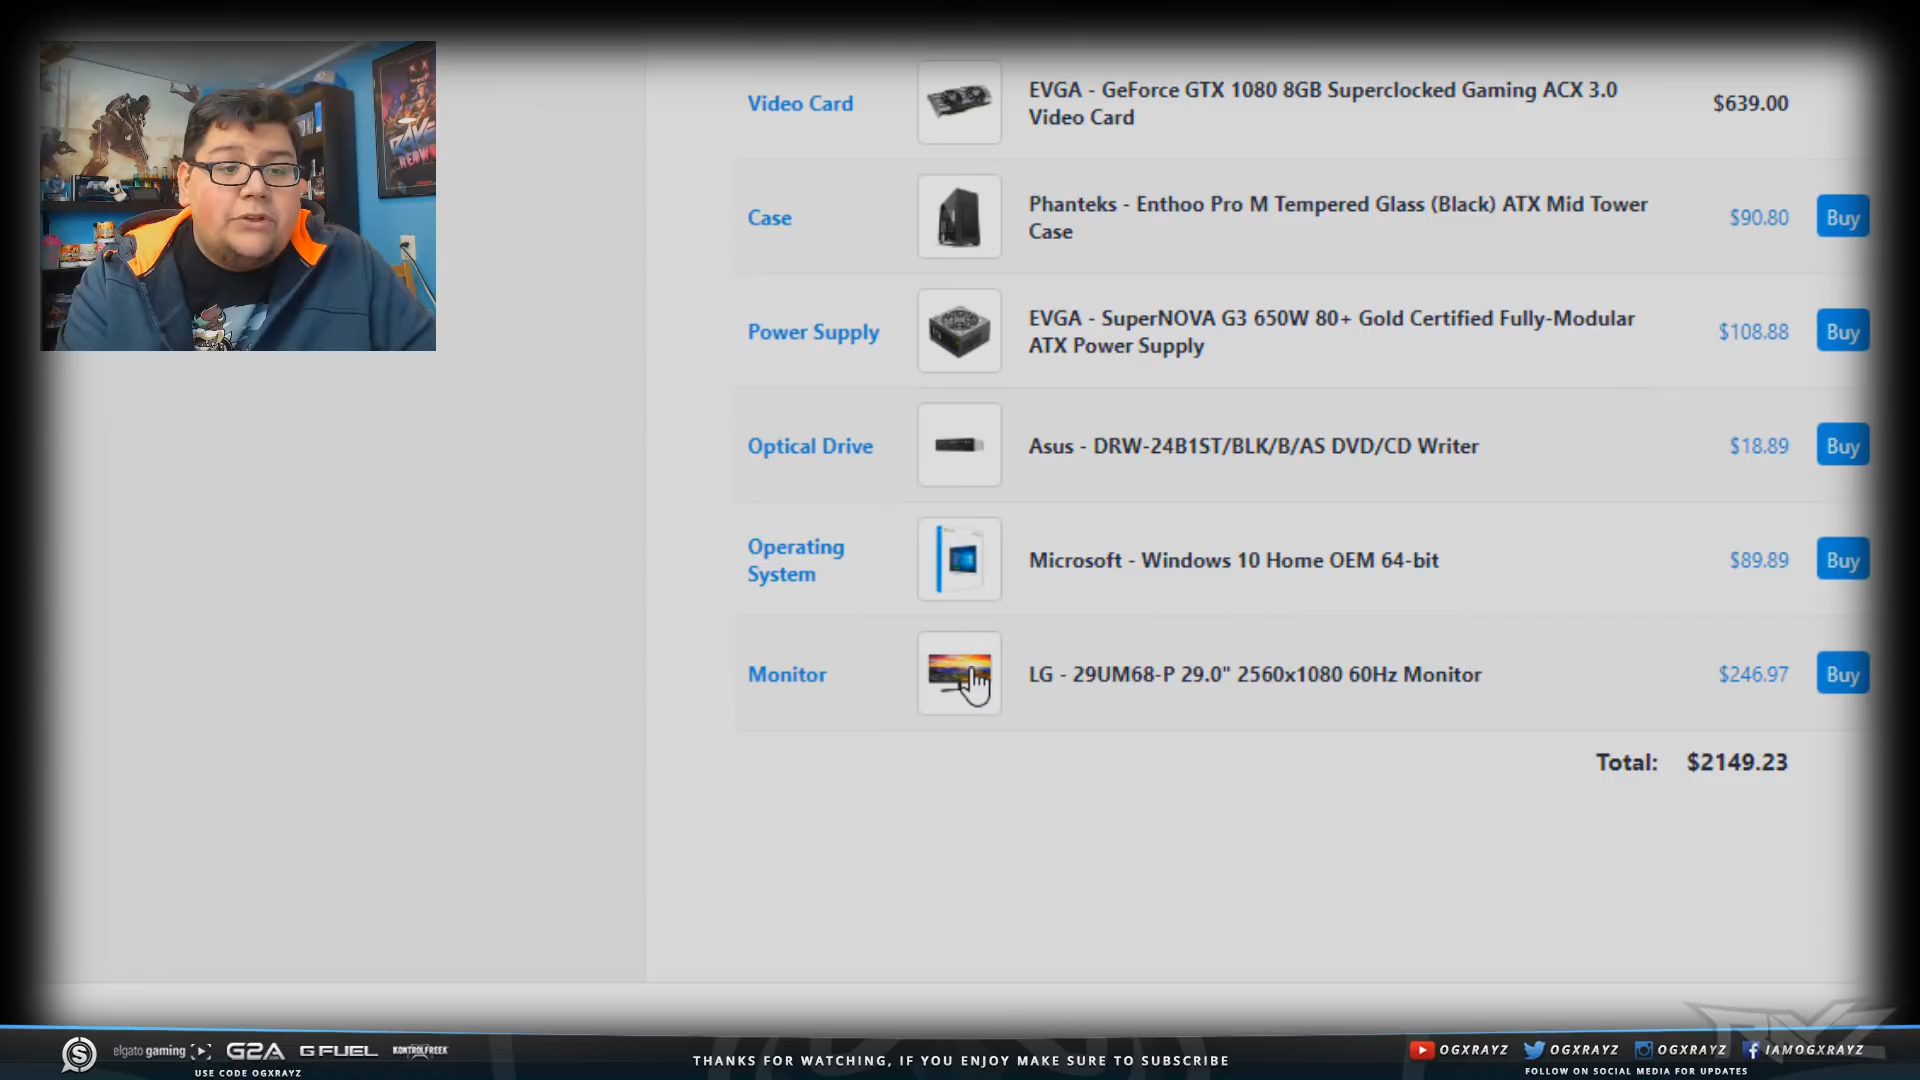 Video Card
EVGA - GeForce GTX 1080 8GB Superclocked Gaming ACX 3.0
Video Card
$639.00
Case
Phanteks - Enthoo Pro M Tempered Glass (Black) ATX Mid Tower
Case
$90.80
Buy
Power Supply
EVGA - SuperNOVA G3 650W 80+ Gold Certified Fully-Modular
ATX Power Supply
$108.88
Buy
Optical Drive
Asus - DRW-24B1ST/BLK/B/AS DVD/CD Writer
$18.89
Buy
Operating
System
Microsoft - Windows 10 Home OEM 64-bit
$89.89
Buy
Monitor
LG - 29UM68-P 29.0" 2560x1080 60Hz Monitor
$246.97
Buy
Total: $2149.23
elgato gaming
G2A
G FUEL
KONTROLFREEK
USE CODE OGXRAYZ
THANKS FOR WATCHING, IF YOU ENJOY MAKE SURE TO SUBSCRIBE
OGXRAYZ
OGXRAYZ
OGXRAYZ
IAMOGXRAYZ
FOLLOW ON SOCIAL MEDIA FOR UPDATES